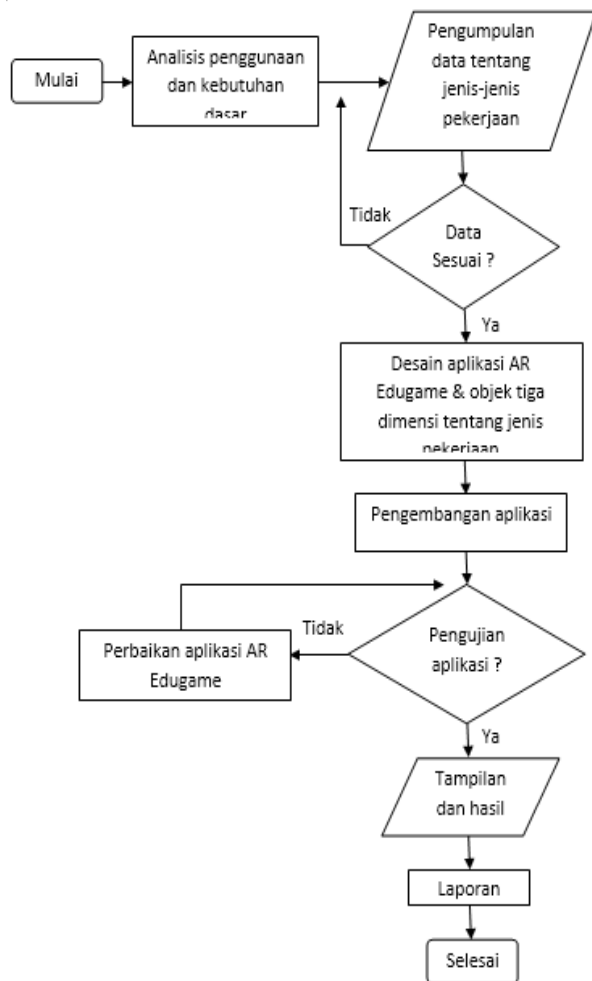 Mulai
Analisis penggunaan
dan kebutuhan
dasar
Pengumpulan
data tentang
jenis-jenis
pekerjaan
Tidak
Data
Sesuai ?
Ya
Desain aplikasi AR
Edugame & objek tiga
dimensi tentang jenis
pekerjaan
Pengembangan aplikasi
Tidak
Pengujian
aplikasi ?
Perbaikan aplikasi AR
Edugame
Ya
Tampilan
dan hasil
Laporan
Selesai